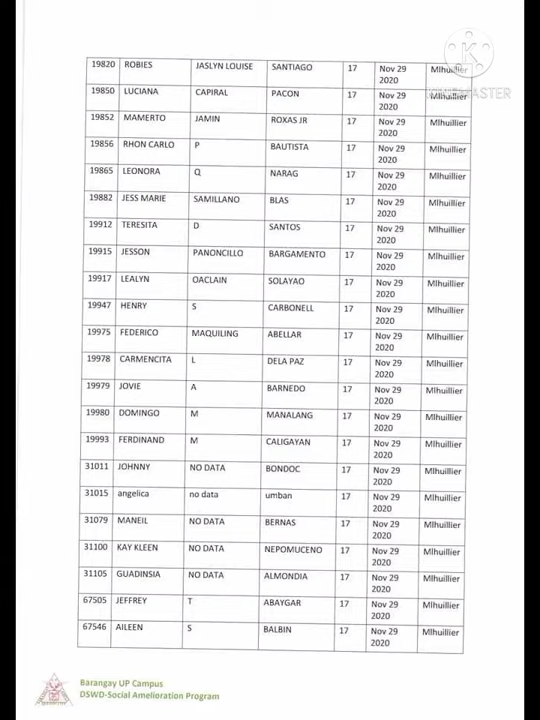 19820 ROBIES JASLYN LOUISE SANTIAGO 17 Nov 29 Mlhuillier
2020
19850 LUCIANA CAPIRAL PACON 17 Nov 29 Mlhuillier
2020
19852 MAMERTO JAMIN ROXAS JR 17 Nov 29 Mlhuillier
2020
19856 RHON CARLO P BAUTISTA 17 Nov 29 Mlhuillier
2020
19865 LEONORA Q NARAG 17 Nov 29 Mlhuillier
2020
19882 JESS MARIE SAMILLANO BLAS 17 Nov 29 Mlhuillier
2020
19912 TERESITA D SANTOS 17 Nov 29 Mlhuillier
2020
19915 JESSON PANONCILLO BARGAMENTO 17 Nov 29 Mlhuillier
2020
19917 LEALYN OACLAIN SOLAYAO 17 Nov 29 Mlhuillier
2020
19947 HENRY S CARBONELL 17 Nov 29 Mlhuillier
2020
19975 FEDERICO MAQUILING ABELLAR 17 Nov 29 Mlhuillier
2020
19978 CARMENCITA L DELA PAZ 17 Nov 29 Mlhuillier
2020
19979 JOVIE A BARNEDO 17 Nov 29 Mlhuillier
2020
19980 DOMINGO M MANALANG 17 Nov 29 Mlhuillier
2020
19993 FERDINAND M CALIGAYAN 17 Nov 29 Mlhuillier
2020
31011 JOHNNY NO DATA BONDOC 17 Nov 29 Mlhuillier
2020
31015 angelica no data umban 17 Nov 29 Mlhuillier
2020
31079 MANEIL NO DATA BERNAS 17 Nov 29 Mlhuillier
2020
31100 KAY KLEEN NO DATA NEPOMUCENO 17 Nov 29 Mlhuillier
2020
31105 GUADINSIA NO DATA ALMONDIA 17 Nov 29 Mlhuillier
2020
67505 JEFFREY T ABAYGAR 17 Nov 29 Mlhuillier
2020
67546 AILEEN S BALBIN 17 Nov 29 Mlhuillier
2020
Barangay UP Campus
DSWD-Social Amelioration Program